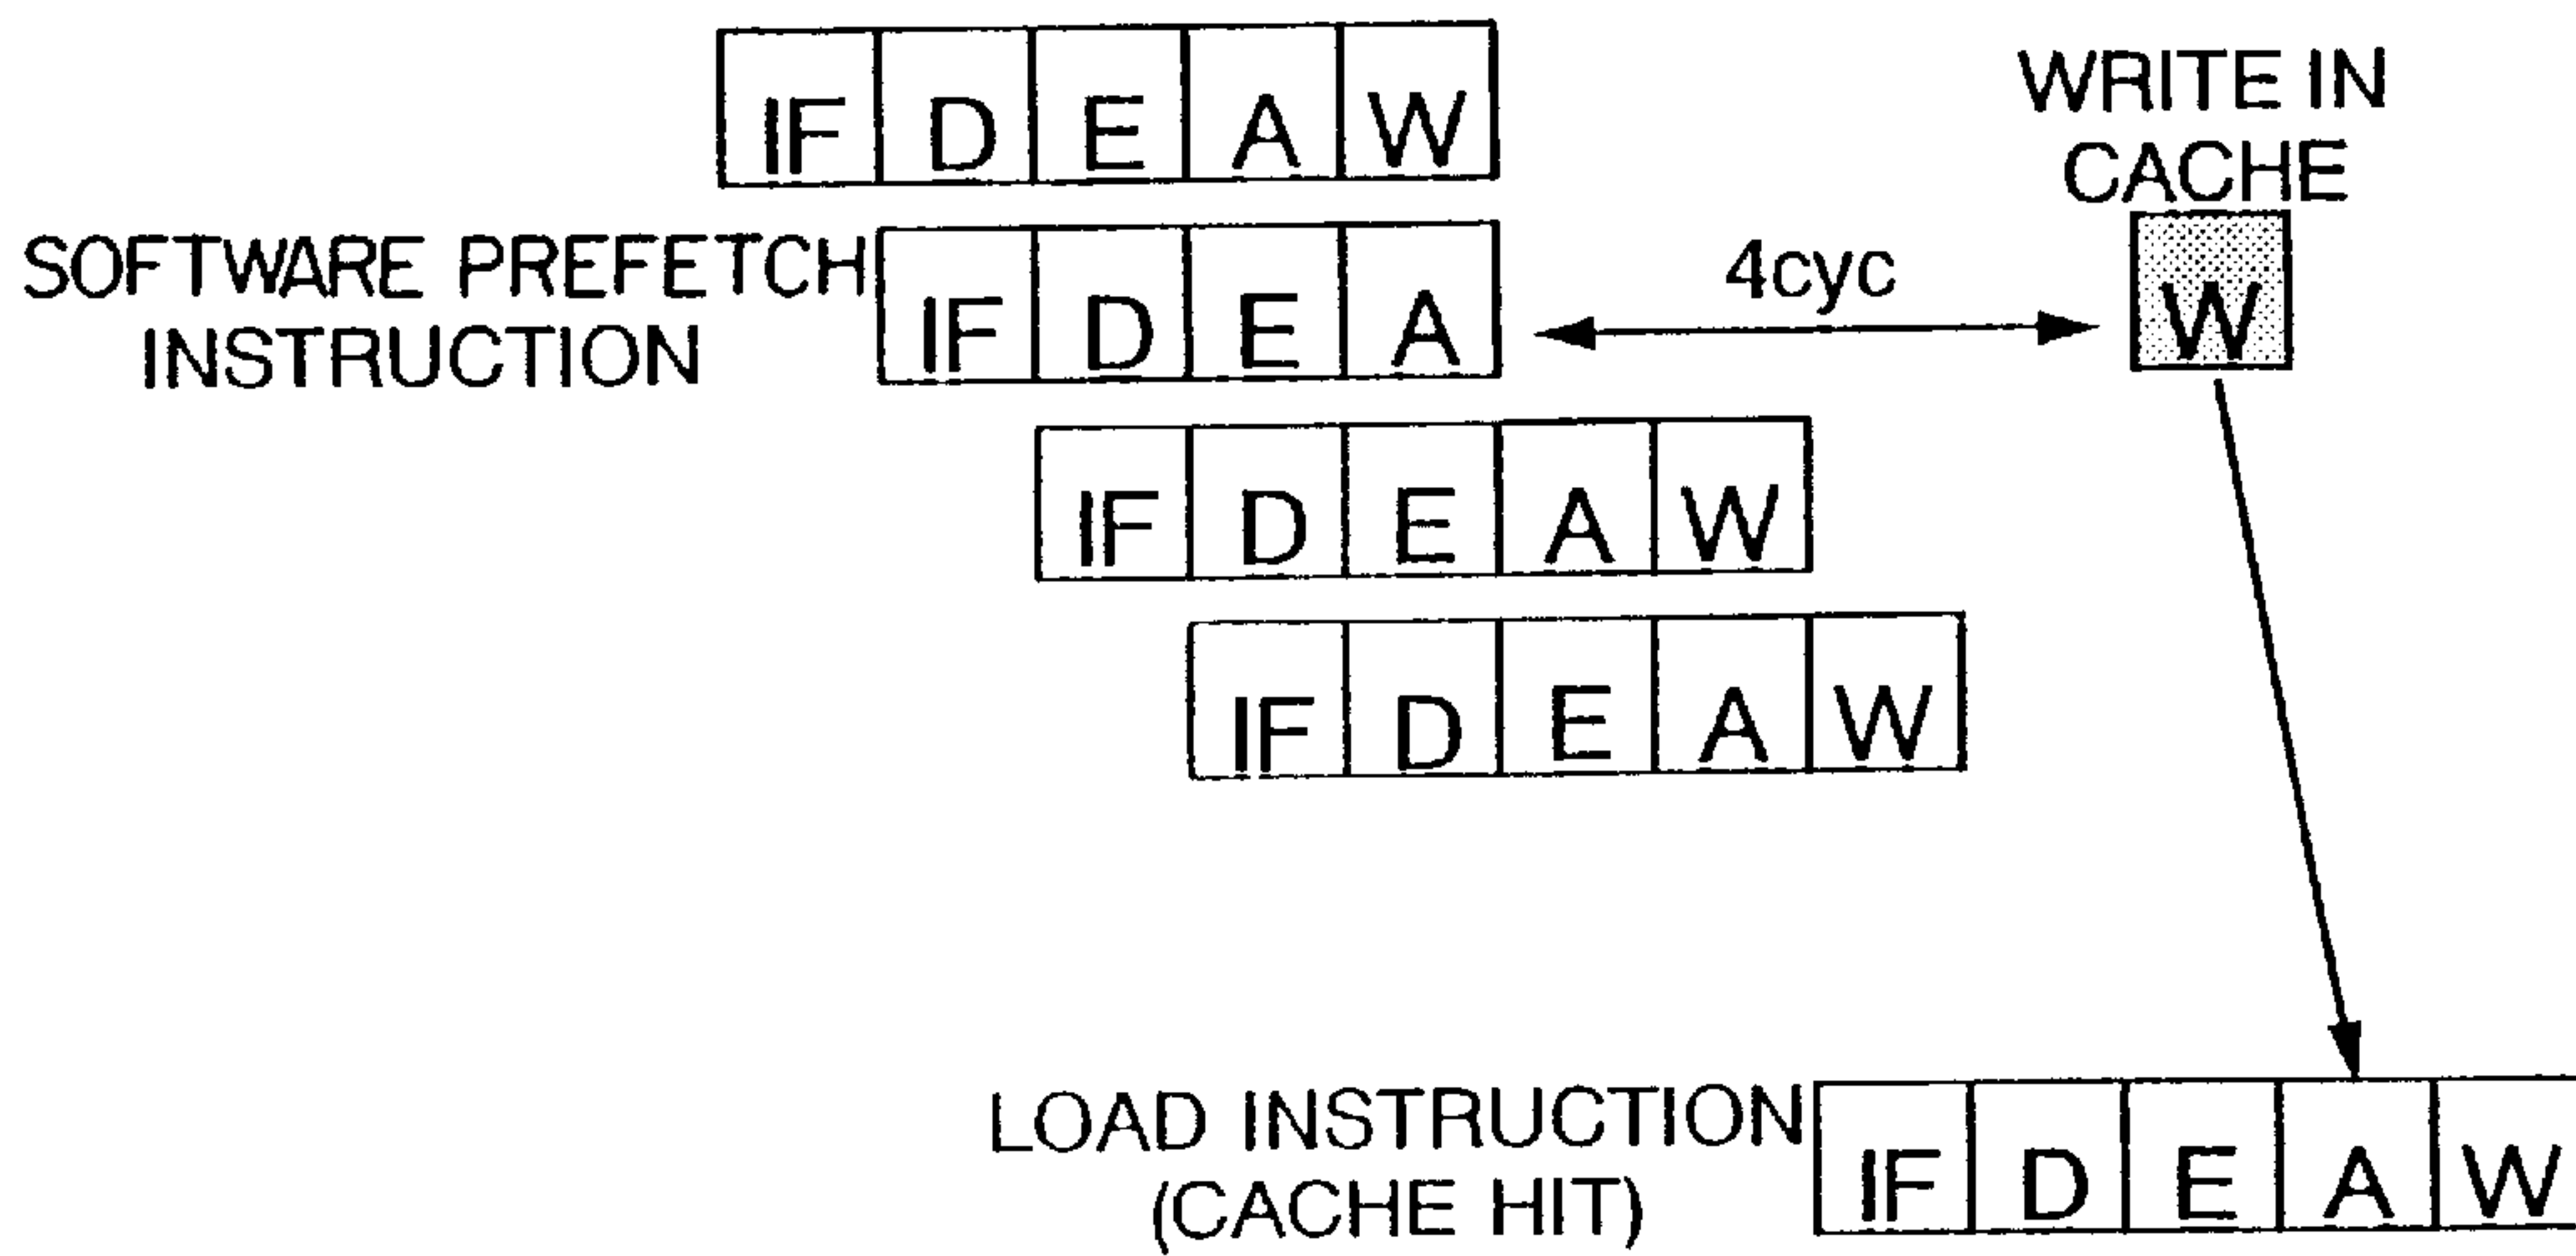 IF D E A W
WRITE IN
CACHE
SOFTWARE PREFETCH
INSTRUCTION
IF D E A
4cyc
W
IF D E A W
IF D E A W
LOAD INSTRUCTION
(CACHE HIT)
IF D E A W